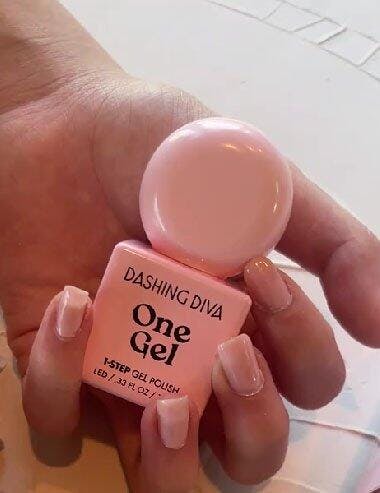 DASHING DIVA
One
Gel
1-STEP GEL POLISH
LED / .33 FL OZ /